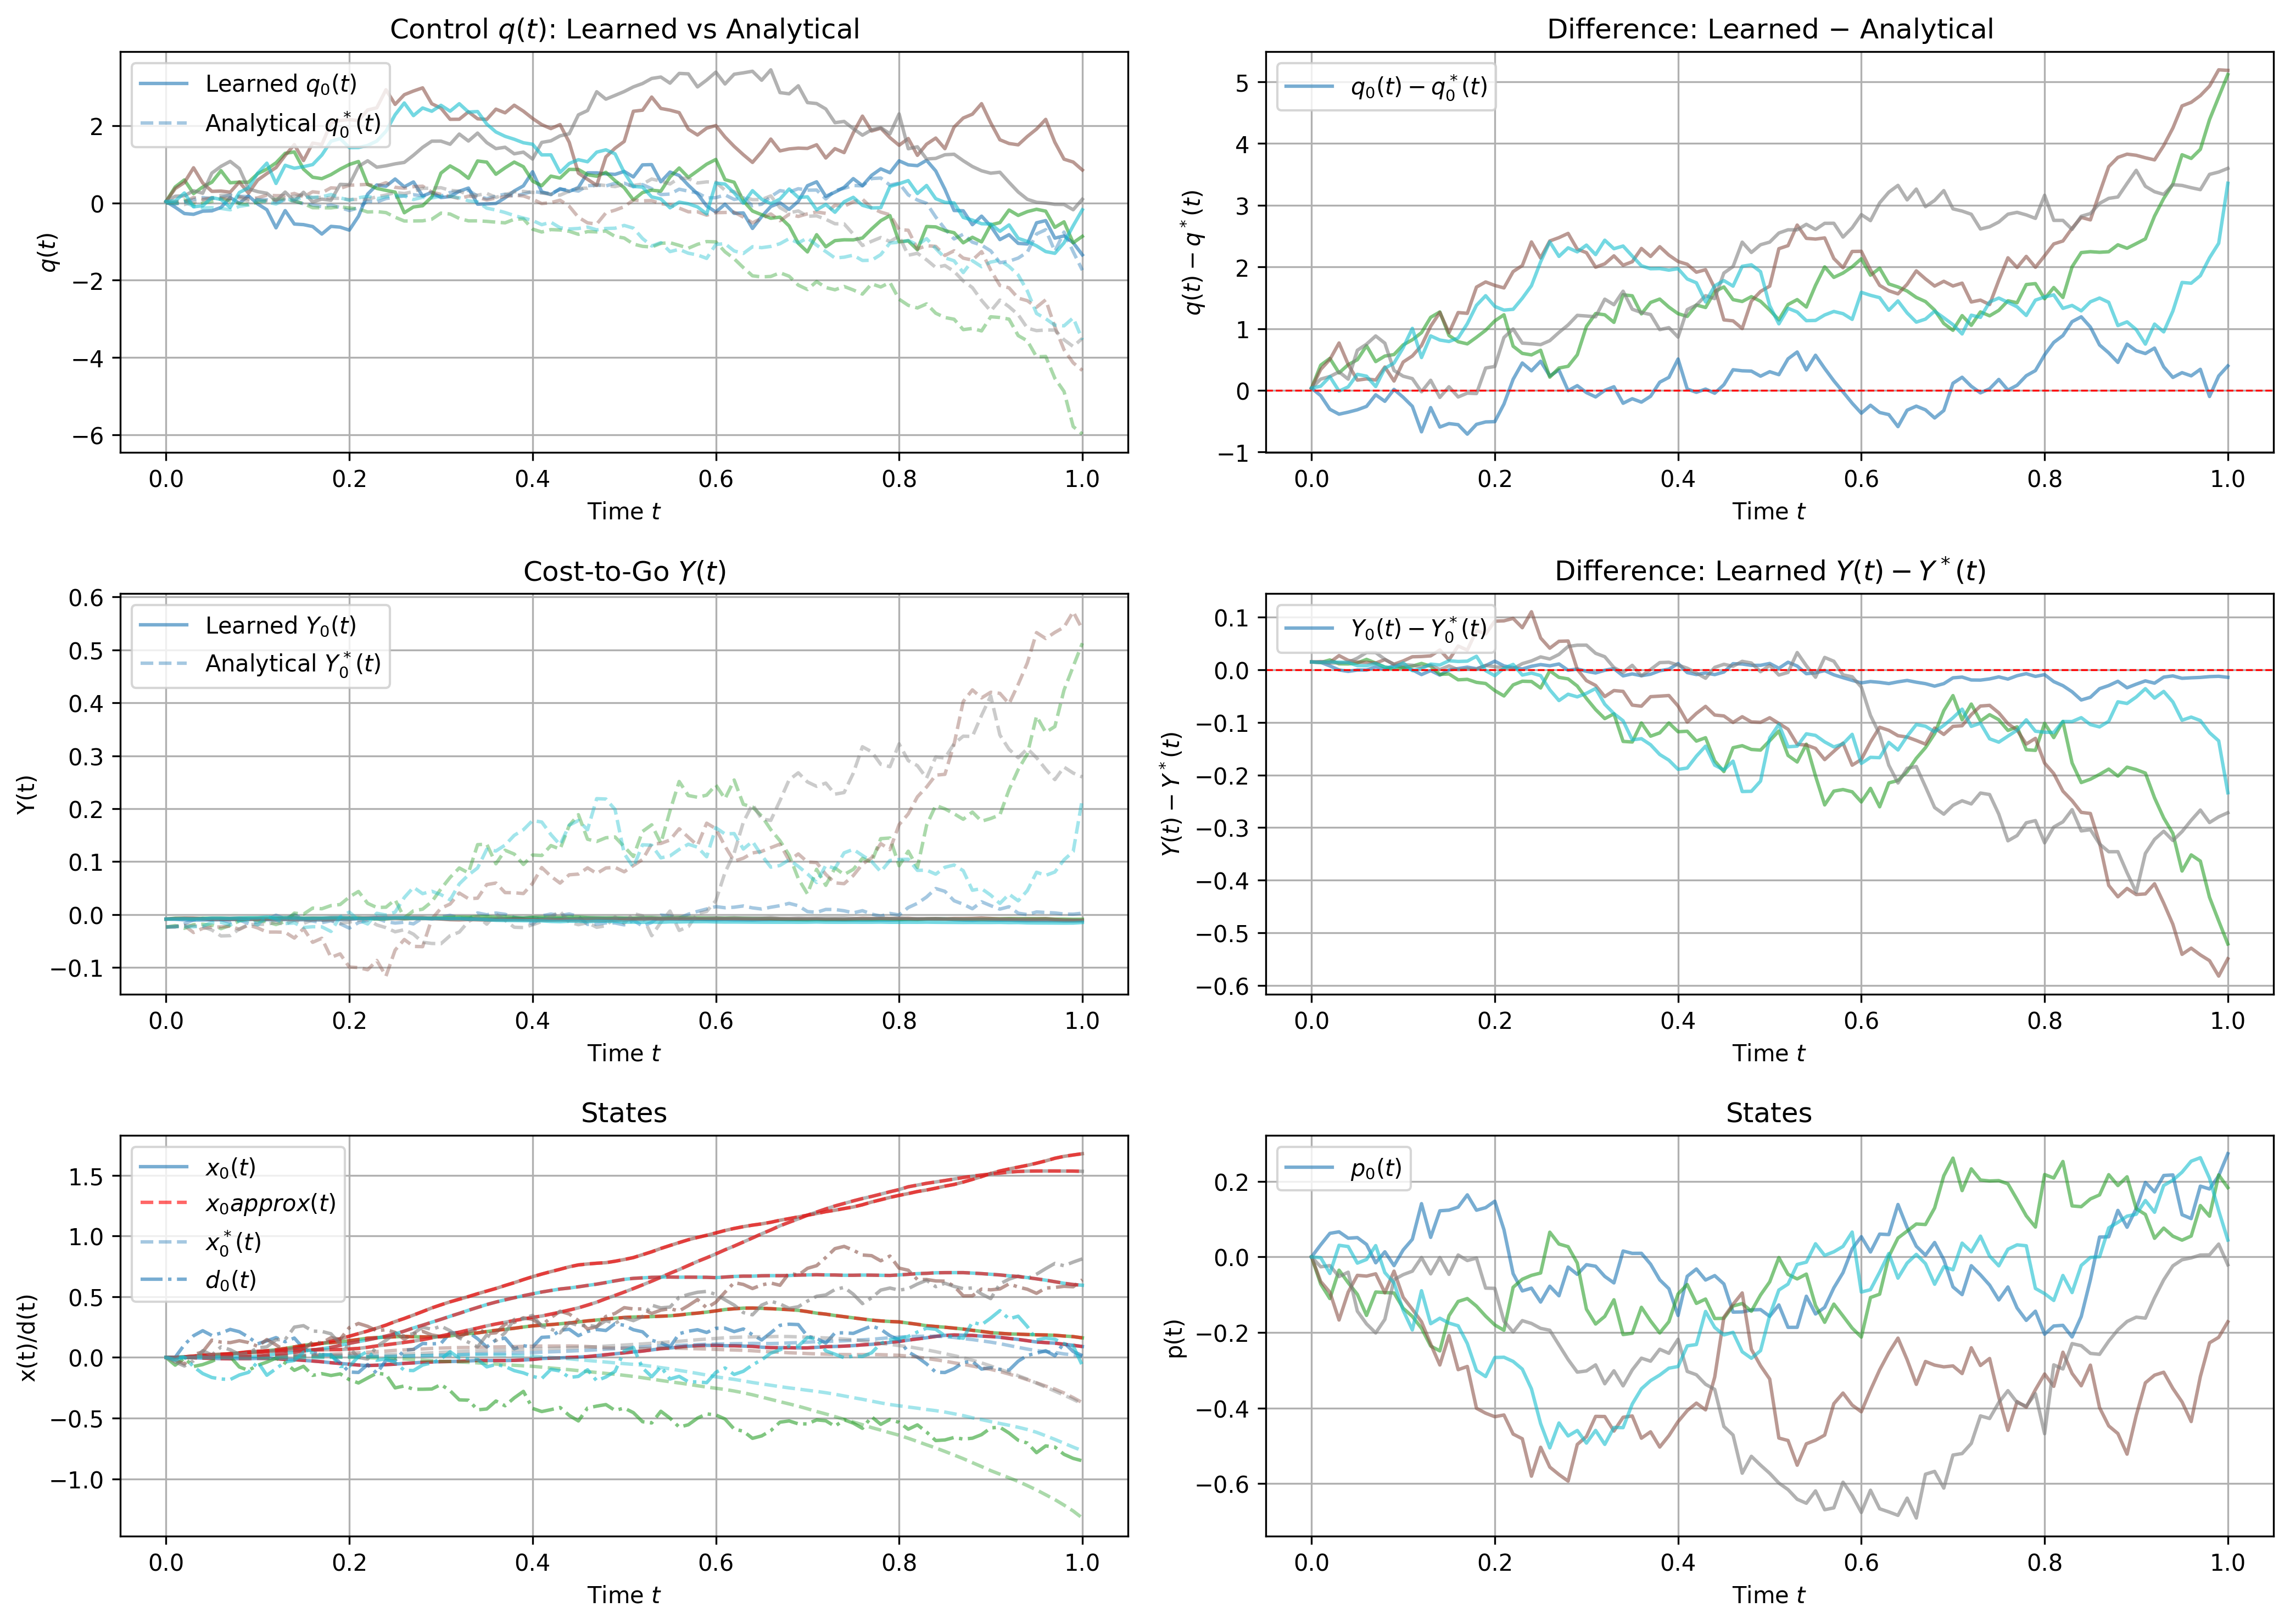 Control q(t): Learned vs Analytical
Learned q₀(t)
Analytical q₀*(t)
q(t)
2
0
−2
−4
−6
0.0 0.2 0.4 0.6 0.8 1.0
Time t
Difference: Learned − Analytical
q₀(t) − q₀*(t)
q(t) − q*(t)
5
4
3
2
1
0
−1
0.0 0.2 0.4 0.6 0.8 1.0
Time t
Cost-to-Go Y(t)
Learned Y₀(t)
Analytical Y₀*(t)
Y(t)
0.6
0.5
0.4
0.3
0.2
0.1
0.0
−0.1
0.0 0.2 0.4 0.6 0.8 1.0
Time t
Difference: Learned Y(t) − Y*(t)
Y₀(t) − Y₀*(t)
Y(t) − Y*(t)
0.1
0.0
−0.1
−0.2
−0.3
−0.4
−0.5
−0.6
0.0 0.2 0.4 0.6 0.8 1.0
Time t
States
x₀(t)
x₀approx(t)
x₀*(t)
d₀(t)
x(t)/d(t)
1.5
1.0
0.5
0.0
−0.5
−1.0
0.0 0.2 0.4 0.6 0.8 1.0
Time t
States
p₀(t)
p(t)
0.2
0.0
−0.2
−0.4
−0.6
0.0 0.2 0.4 0.6 0.8 1.0
Time t